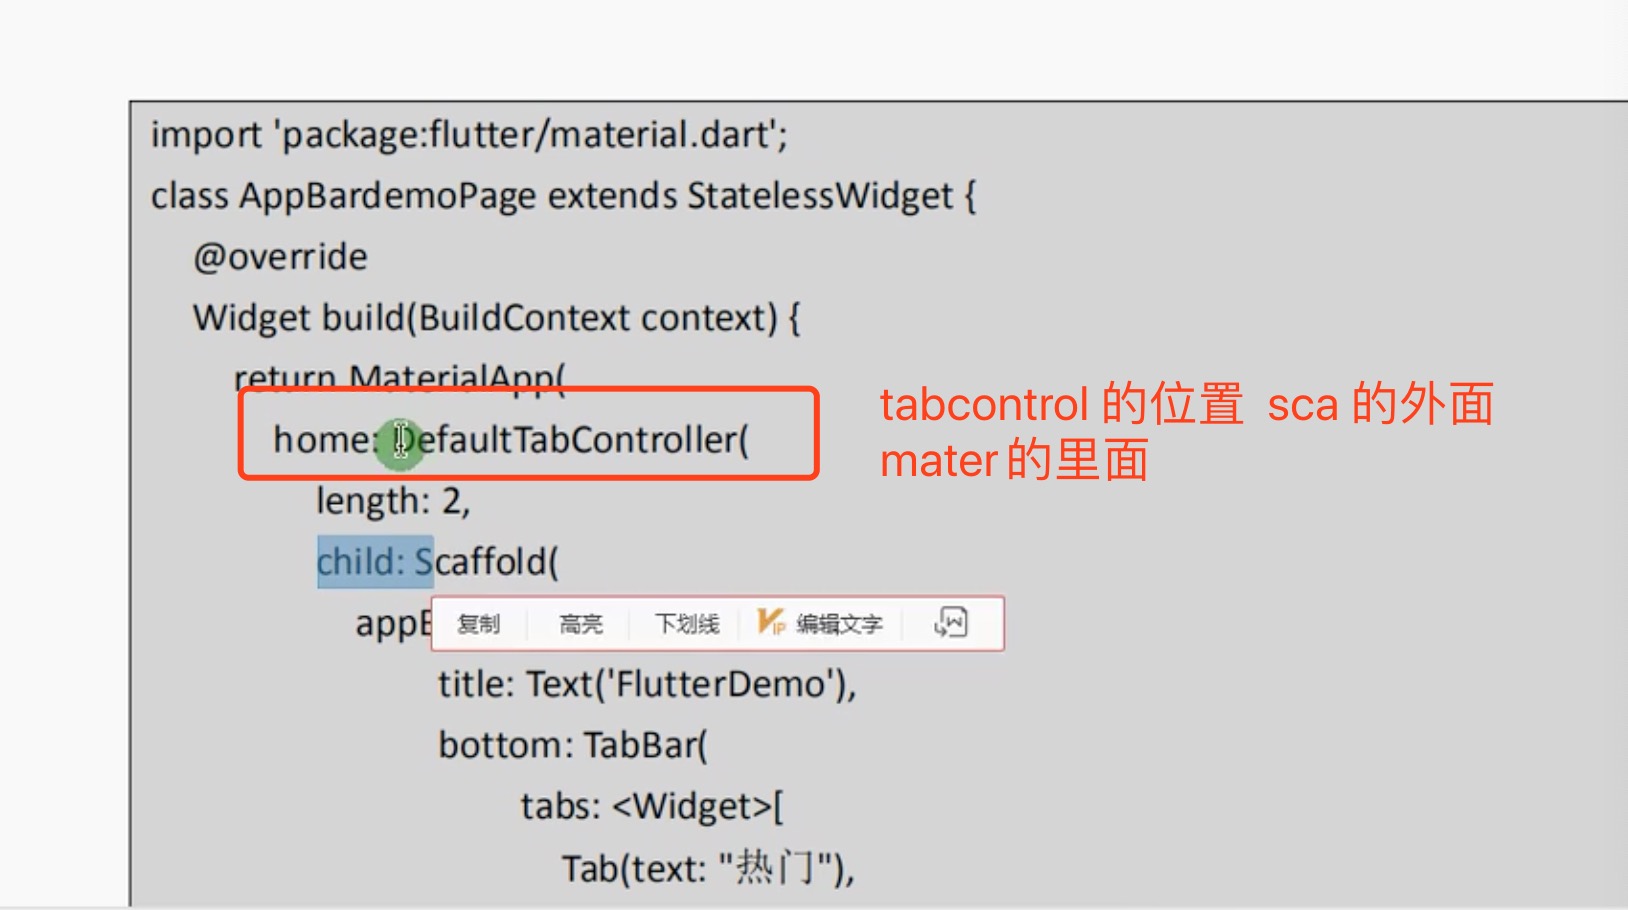 import 'package:flutter/material.dart';
class AppBardemoPage extends StatelessWidget {
@override
Widget build(BuildContext context) {
return MaterialApp(
home: DefaultTabController(
tabcontrol 的位置 sca 的外面
mater 的里面
length: 2,
child: Scaffold(
appB
复制 高亮 下划线 VIP 编辑文字
title: Text('FlutterDemo'),
bottom: TabBar(
tabs: <Widget>[
Tab(text: "热门"),